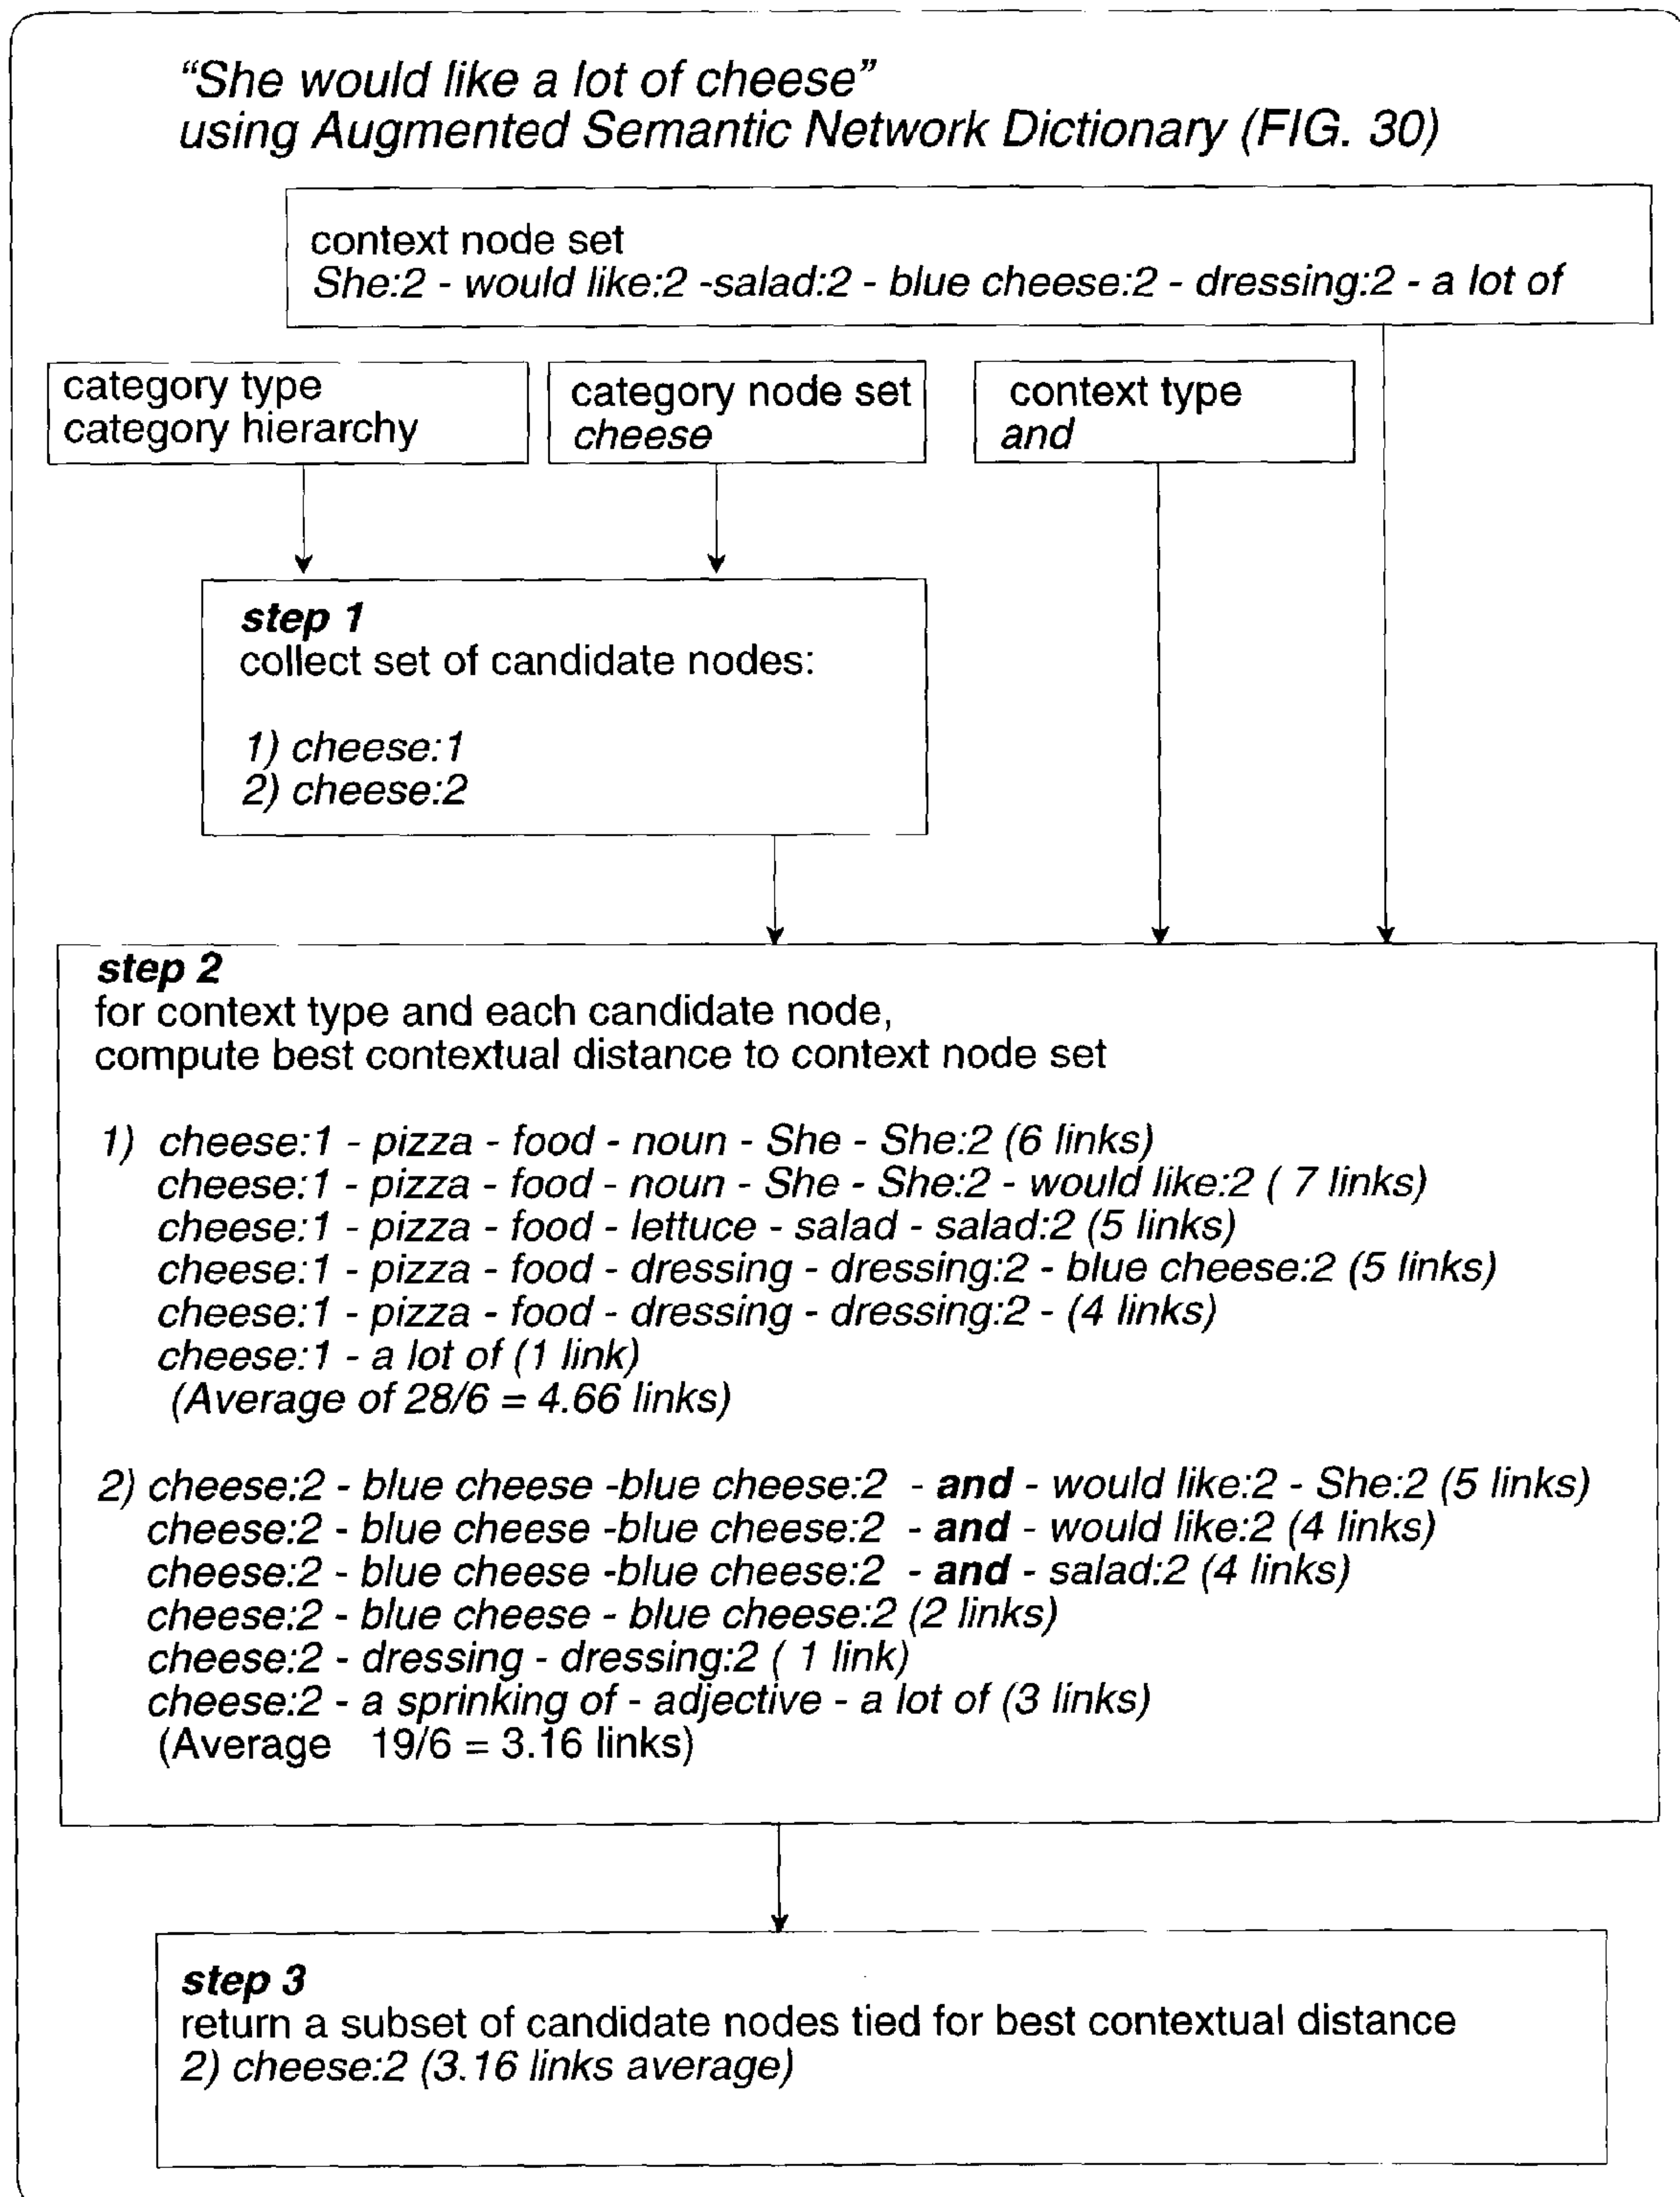 “She would like a lot of cheese”
using Augmented Semantic Network Dictionary (FIG. 30)
context node set
She:2 - would like:2 -salad:2 - blue cheese:2 - dressing:2 - a lot of
category type
category hierarchy
category node set
cheese
context type
and
step 1
collect set of candidate nodes:
1) cheese:1
2) cheese:2
step 2
for context type and each candidate node,
compute best contextual distance to context node set
1) cheese:1 - pizza - food - noun - She - She:2 (6 links)
cheese:1 - pizza - food - noun - She - She:2 - would like:2 ( 7 links)
cheese:1 - pizza - food - lettuce - salad - salad:2 (5 links)
cheese:1 - pizza - food - dressing - dressing:2 - blue cheese:2 (5 links)
cheese:1 - pizza - food - dressing - dressing:2 - (4 links)
cheese:1 - a lot of (1 link)
(Average of 28/6 = 4.66 links)
2) cheese:2 - blue cheese -blue cheese:2 - and - would like:2 - She:2 (5 links)
cheese:2 - blue cheese -blue cheese:2 - and - would like:2 (4 links)
cheese:2 - blue cheese -blue cheese:2 - and - salad:2 (4 links)
cheese:2 - blue cheese - blue cheese:2 (2 links)
cheese:2 - dressing - dressing:2 ( 1 link)
cheese:2 - a sprinking of - adjective - a lot of (3 links)
(Average 19/6 = 3.16 links)
step 3
return a subset of candidate nodes tied for best contextual distance
2) cheese:2 (3.16 links average)